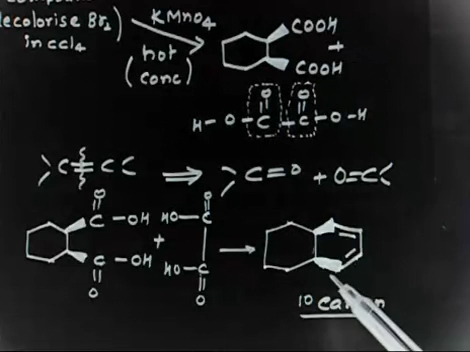 decolorise Br2)
in ccl4
KMnO4
hot
(conc)
COOH
+
COOH
H-O-C-C-O-H
O O
>C=C< ⇒ >C=O + O=C<
O O
C-OH HO-C
+
C-OH HO-C
O O
10 Carbon